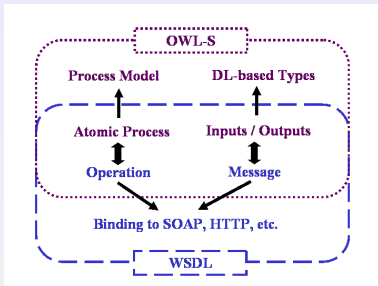 OWL-S
Process Model DL-based Types
Atomic Process Inputs / Outputs
Operation Message
Binding to SOAP, HTTP, etc.
WSDL